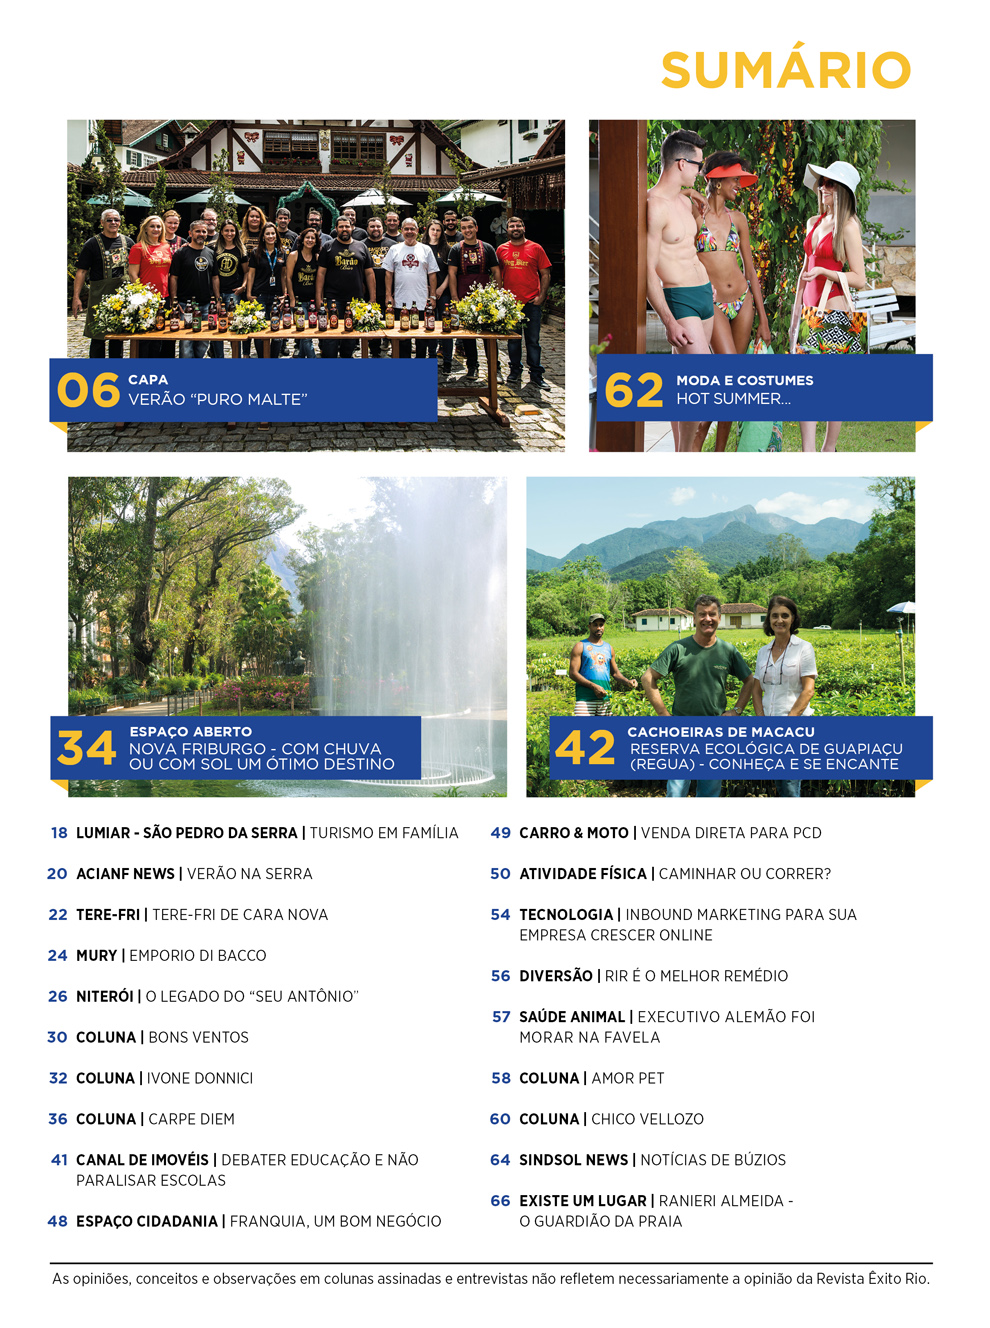 SUMÁRIO
06 CAPA
VERÃO “PURO MALTE”
62 MODA E COSTUMES
HOT SUMMER...
34 ESPAÇO ABERTO
NOVA FRIBURGO - COM CHUVA
OU COM SOL UM ÓTIMO DESTINO
42 CACHOEIRAS DE MACACU
RESERVA ECOLÓGICA DE GUAPIAÇU
(REGUA) - CONHEÇA E SE ENCANTE
18 LUMIAR - SÃO PEDRO DA SERRA | TURISMO EM FAMÍLIA
20 ACIANF NEWS | VERÃO NA SERRA
22 TERE-FRI | TERE-FRI DE CARA NOVA
24 MURY | EMPORIO DI BACCO
26 NITERÓI | O LEGADO DO “SEU ANTÔNIO”
30 COLUNA | BONS VENTOS
32 COLUNA | IVONE DONNICI
36 COLUNA | CARPE DIEM
41 CANAL DE IMOVÉIS | DEBATER EDUCAÇÃO E NÃO
PARALISAR ESCOLAS
48 ESPAÇO CIDADANIA | FRANQUIA, UM BOM NEGÓCIO
49 CARRO & MOTO | VENDA DIRETA PARA PCD
50 ATIVIDADE FÍSICA | CAMINHAR OU CORRER?
54 TECNOLOGIA | INBOUND MARKETING PARA SUA
EMPRESA CRESCER ONLINE
56 DIVERSÃO | RIR É O MELHOR REMÉDIO
57 SAÚDE ANIMAL | EXECUTIVO ALEMÃO FOI
MORAR NA FAVELA
58 COLUNA | AMOR PET
60 COLUNA | CHICO VELLOZO
64 SINDSOL NEWS | NOTÍCIAS DE BÚZIOS
66 EXISTE UM LUGAR | RANIERI ALMEIDA -
O GUARDIÃO DA PRAIA
As opiniões, conceitos e observações em colunas assinadas e entrevistas não refletem necessariamente a opinião da Revista Êxito Rio.